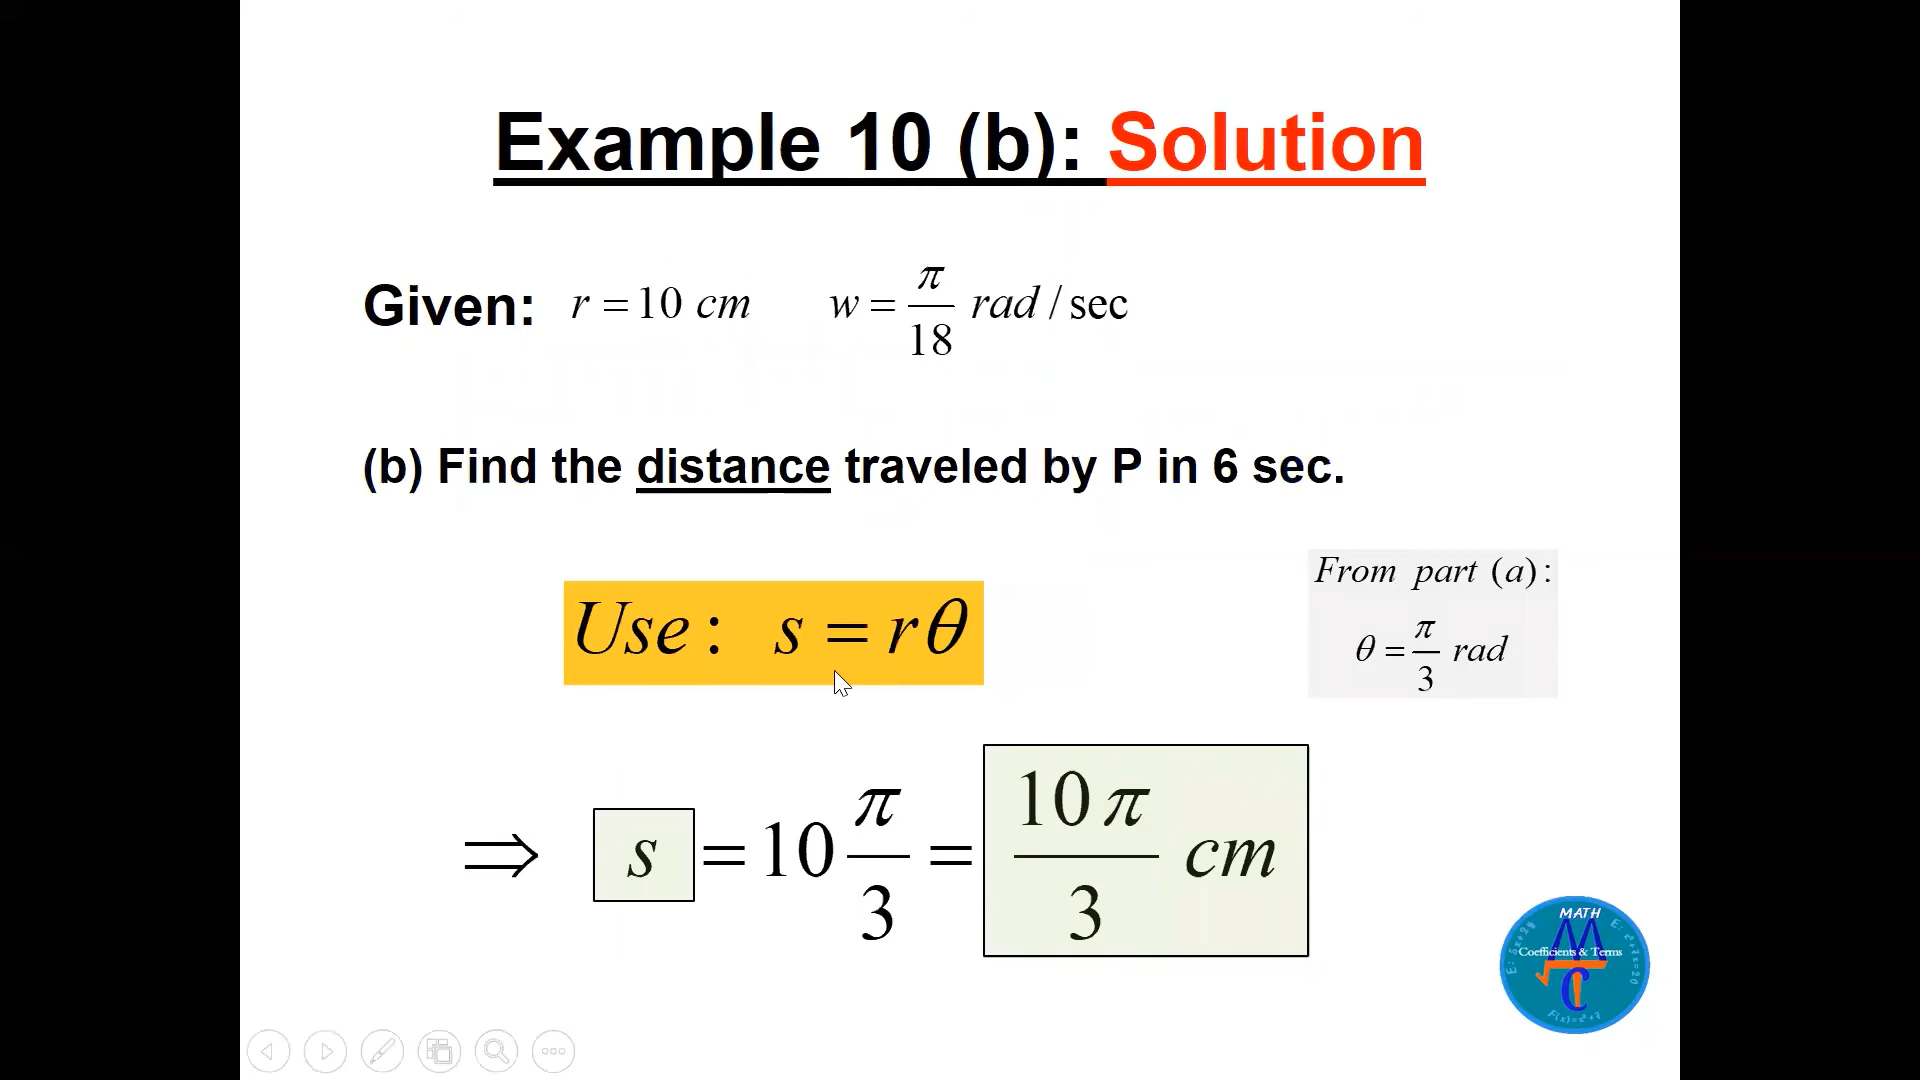 Example 10 (b): Solution
Given: r = 10 cm w = π/18 rad / sec
(b) Find the distance traveled by P in 6 sec.
Use: s = rθ
From part (a):
θ = π/3 rad
⇒ s = 10 π/3 = 10π/3 cm
MATH
Coefficients & Terms